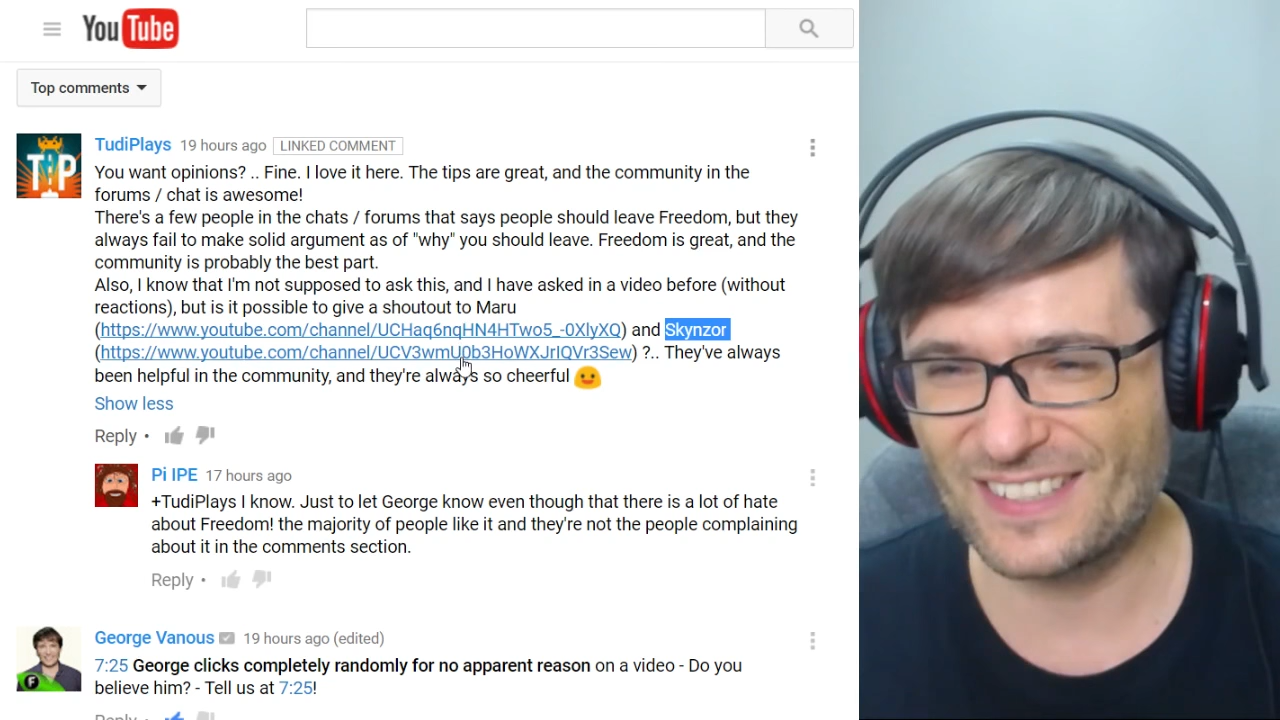 YouTube
Top comments
TudiPlays 19 hours ago LINKED COMMENT
You want opinions? .. Fine. I love it here. The tips are great, and the community in the
forums / chat is awesome!
There's a few people in the chats / forums that says people should leave Freedom, but they
always fail to make solid argument as of "why" you should leave. Freedom is great, and the
community is probably the best part.
Also, I know that I'm not supposed to ask this, and I have asked in a video before (without
reactions), but is it possible to give a shoutout to Maru
(https://www.youtube.com/channel/UCHaq6nqHN4HTwo5_-0XlyXQ) and Skynzor
(https://www.youtube.com/channel/UCV3wmU0b3HoWXJrIQVr3Sew) ?.. They've always
been helpful in the community, and they're always so cheerful
Show less
Reply •
Pi IPE 17 hours ago
+TudiPlays I know. Just to let George know even though that there is a lot of hate
about Freedom! the majority of people like it and they're not the people complaining
about it in the comments section.
Reply •
George Vanous 19 hours ago (edited)
7:25 George clicks completely randomly for no apparent reason on a video - Do you
believe him? - Tell us at 7:25!
Reply •